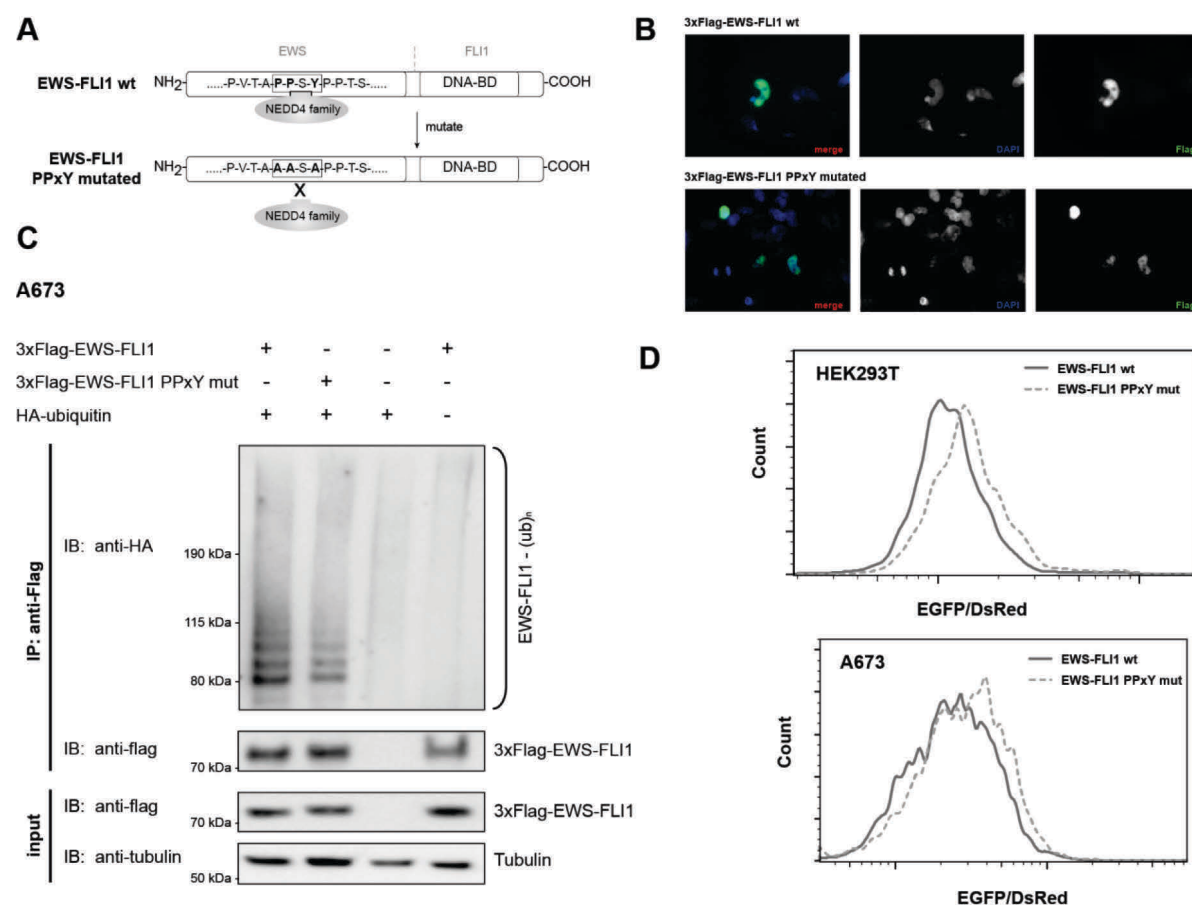 A
EWS
FLI1
EWS-FLI1 wt
NH2-
.....-P-V-T-A-P-P-S-Y-P-P-T-S-.....
DNA-BD
-COOH
NEDD4 family
mutate
EWS-FLI1
PPxY mutated
NH2-
.....-P-V-T-A-A-A-S-A-P-P-T-S-.....
DNA-BD
-COOH
X
NEDD4 family
B
3xFlag-EWS-FLI1 wt
merge
DAPI
Flag
3xFlag-EWS-FLI1 PPxY mutated
merge
DAPI
Flag
C
A673
3xFlag-EWS-FLI1 + - - +
3xFlag-EWS-FLI1 PPxY mut - + - -
HA-ubiquitin + + + -
IP: anti-Flag
IB: anti-HA
190 kDa
115 kDa
80 kDa
EWS-FLI1 - (ub)n
IB: anti-flag
70 kDa
3xFlag-EWS-FLI1
input
IB: anti-flag
70 kDa
3xFlag-EWS-FLI1
IB: anti-tubulin
50 kDa
Tubulin
D
HEK293T
EWS-FLI1 wt
EWS-FLI1 PPxY mut
Count
EGFP/DsRed
A673
EWS-FLI1 wt
EWS-FLI1 PPxY mut
Count
EGFP/DsRed